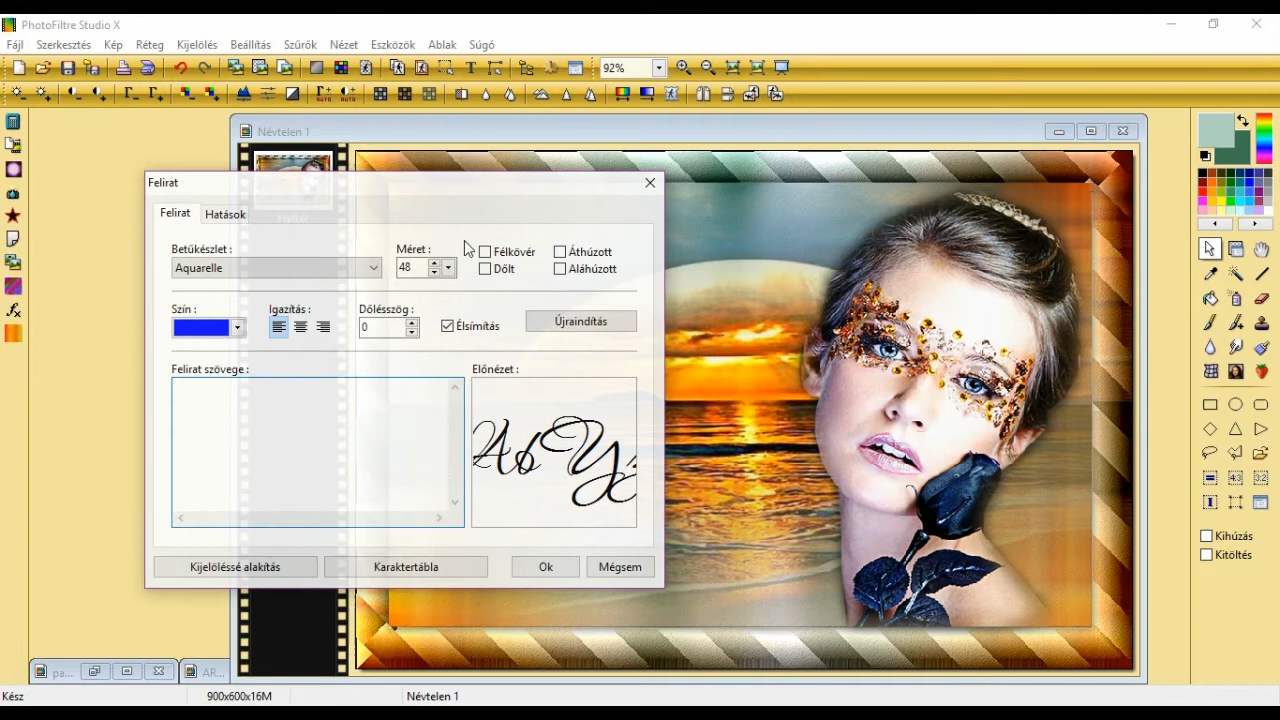 PhotoFiltre Studio X
Fájl Szerkesztés Kép Réteg Kijelölés Beállítás Szűrők Nézet Eszközök Ablak Súgó
92%
Névtelen 1
Felirat
Felirat Hatások
Betűkészlet : Méret : Félkövér Áthúzott
Aquarelle 48 Dőlt Aláhúzott
Szín : Igazítás : Dőlésszög :
0 Élsimítás Újraindítás
Felirat szövege : Előnézet :
Kijelöléssé alakítás Karaktertábla Ok Mégsem
Kihúzás
Kitöltés
pa... AR...
Kész 900x600x16M Névtelen 1